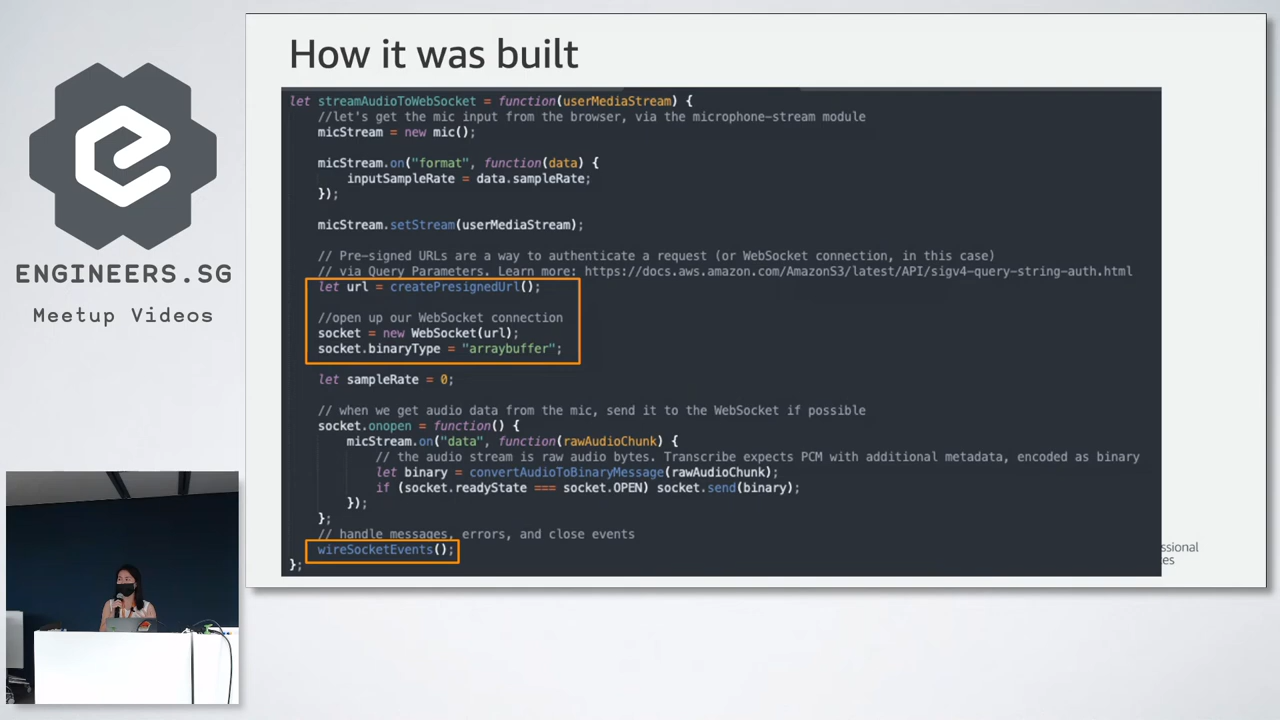 ENGINEERS.SG
Meetup Videos
How it was built
let streamAudioToWebSocket = function(userMediaStream) {
//let's get the mic input from the browser, via the microphone-stream module
micStream = new mic();
micStream.on("format", function(data) {
inputSampleRate = data.sampleRate;
});
micStream.setStream(userMediaStream);
// Pre-signed URLs are a way to authenticate a request (or WebSocket connection, in this case)
// via Query Parameters. Learn more: https://docs.aws.amazon.com/AmazonS3/latest/API/sigv4-query-string-auth.html
let url = createPresignedUrl();
//open up our WebSocket connection
socket = new WebSocket(url);
socket.binaryType = "arraybuffer";
let sampleRate = 0;
// when we get audio data from the mic, send it to the WebSocket if possible
socket.onopen = function() {
micStream.on("data", function(rawAudioChunk) {
// the audio stream is raw audio bytes. Transcribe expects PCM with additional metadata, encoded as binary
let binary = convertAudioToBinaryMessage(rawAudioChunk);
if (socket.readyState === socket.OPEN) socket.send(binary);
});
};
// handle messages, errors, and close events
wireSocketEvents();
};